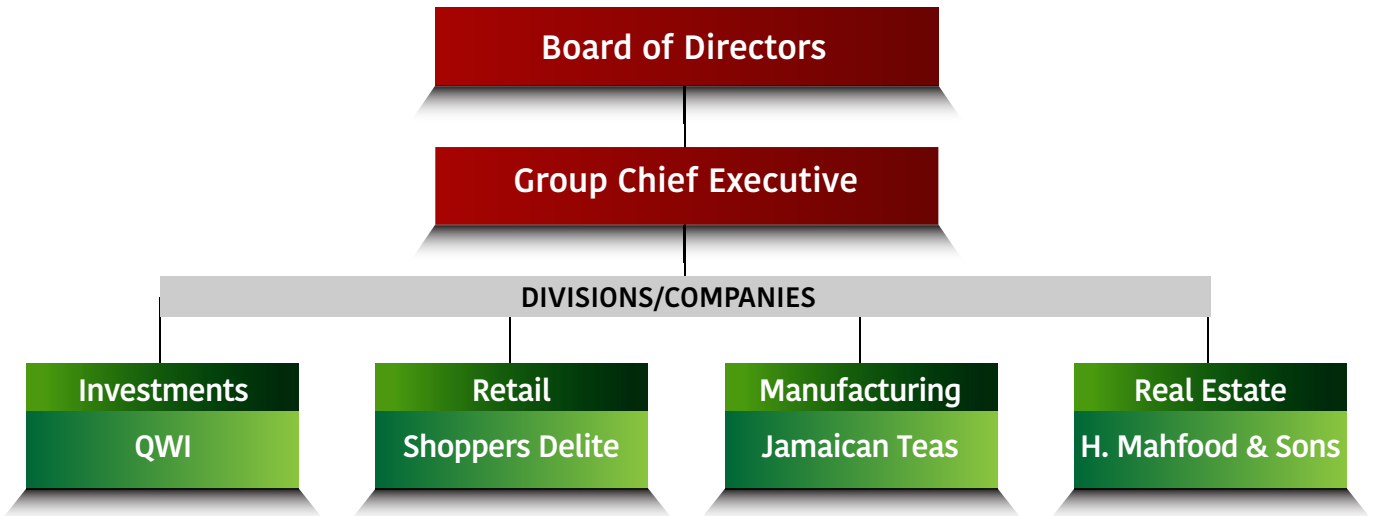 Board of Directors
Group Chief Executive
DIVISIONS/COMPANIES
Investments
QWI
Retail
Shoppers Delite
Manufacturing
Jamaican Teas
Real Estate
H. Mahfood & Sons